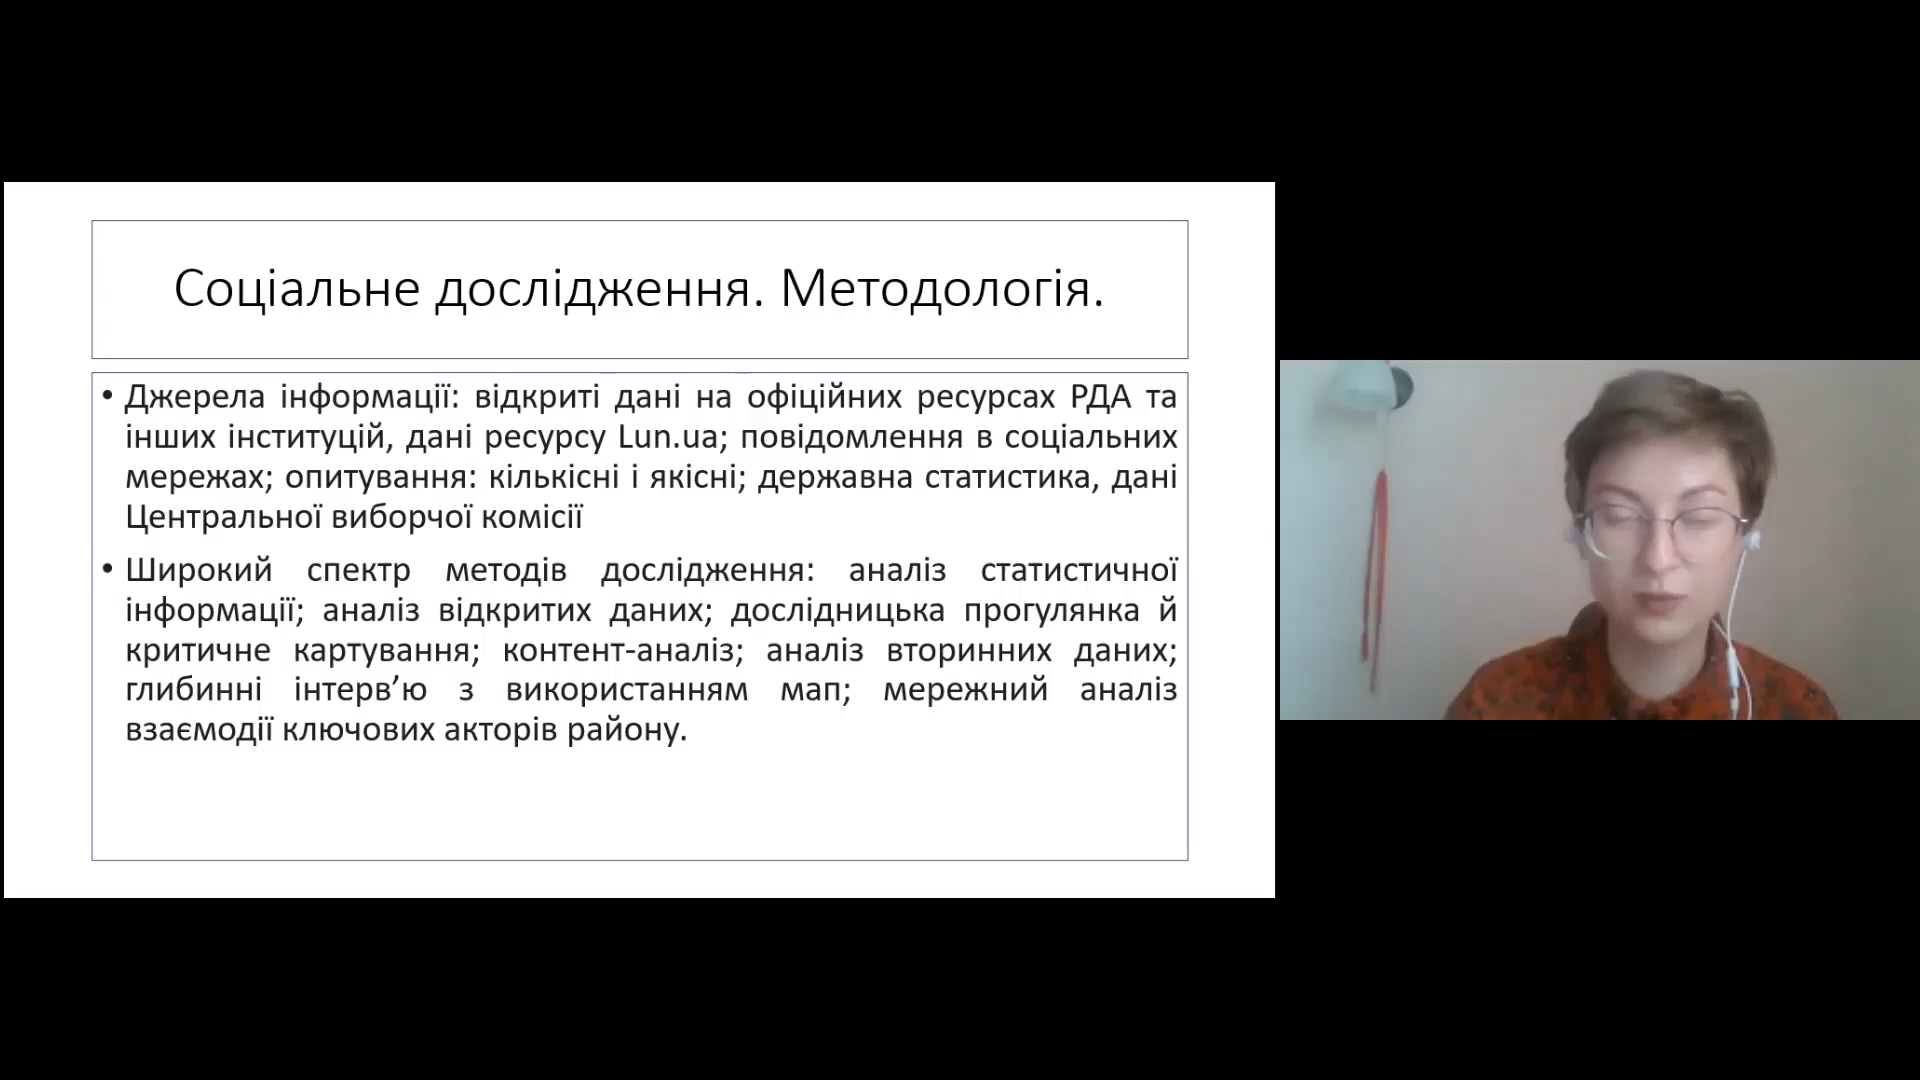 Соціальне дослідження. Методологія.
• Джерела інформації: відкриті дані на офіційних ресурсах РДА та
інших інституцій, дані ресурсу Lun.ua; повідомлення в соціальних
мережах; опитування: кількісні і якісні; державна статистика, дані
Центральної виборчої комісії
• Широкий спектр методів дослідження: аналіз статистичної
інформації; аналіз відкритих даних; дослідницька прогулянка й
критичне картування; контент-аналіз; аналіз вторинних даних;
глибинні інтерв’ю з використанням мап; мережний аналіз
взаємодії ключових акторів району.